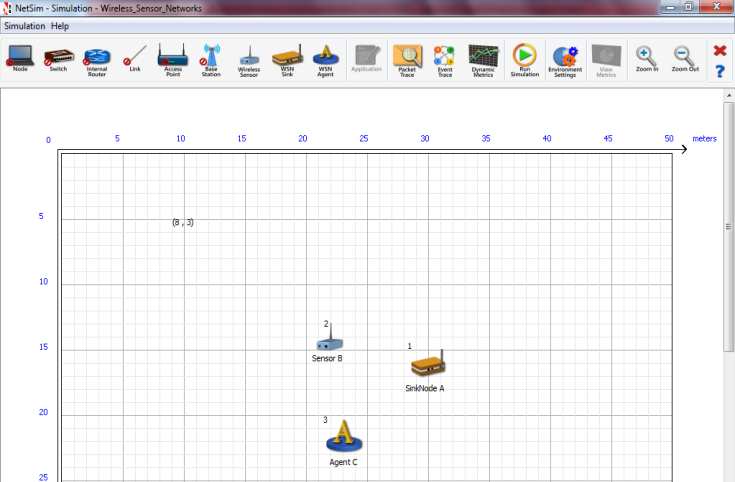 NetSim - Simulation - Wireless_Sensor_Networks
Simulation Help
Node Switch Internal Router Link Access Point Base Station Wireless Sensor WSN Sink WSN Agent Application Packet Trace Event Trace Dynamic Metrics Run Simulation Environment Settings View Metrics Zoom In Zoom Out ?
0 5 10 15 20 25 30 35 40 45 50 meters
5
(8 , 3)
10
2
15
1
Sensor B
SinkNode A
20
3
A
Agent C
25